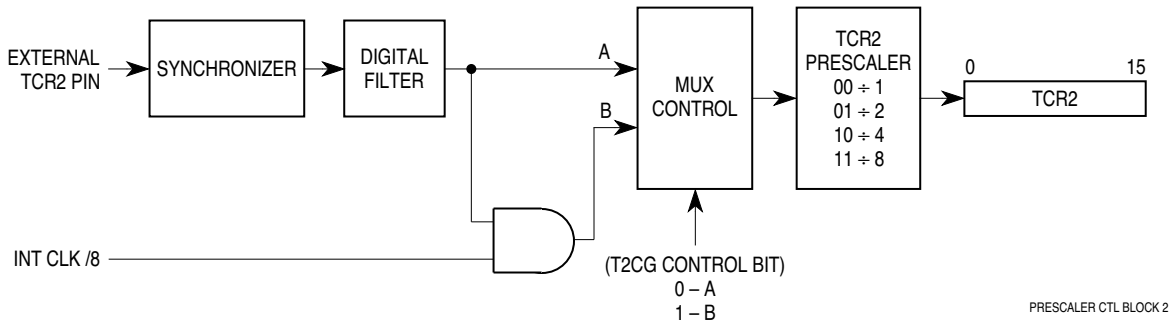 EXTERNAL
TCR2 PIN
SYNCHRONIZER
DIGITAL
FILTER
A
B
MUX
CONTROL
TCR2
PRESCALER
00 ÷ 1
01 ÷ 2
10 ÷ 4
11 ÷ 8
0 15
TCR2
INT CLK /8
(T2CG CONTROL BIT)
0 – A
1 – B
PRESCALER CTL BLOCK 2